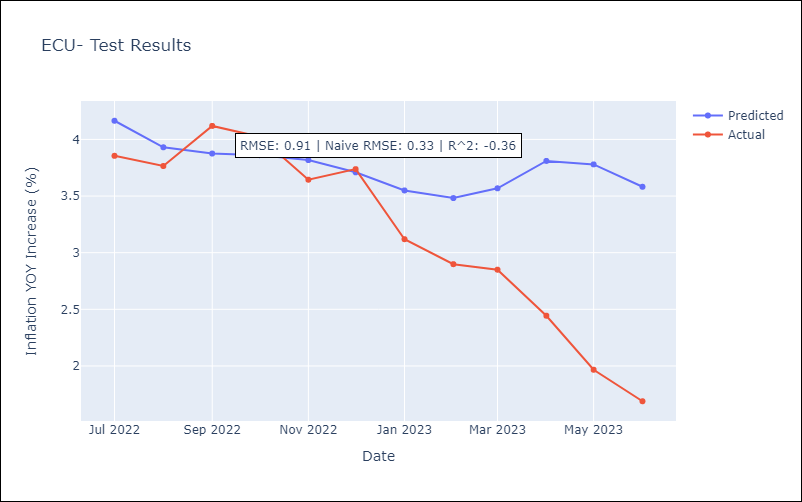 ECU- Test Results
Predicted
Actual
RMSE: 0.91 | Naive RMSE: 0.33 | R^2: -0.36
Inflation YOY Increase (%)
4
3.5
3
2.5
2
Jul 2022
Sep 2022
Nov 2022
Jan 2023
Mar 2023
May 2023
Date